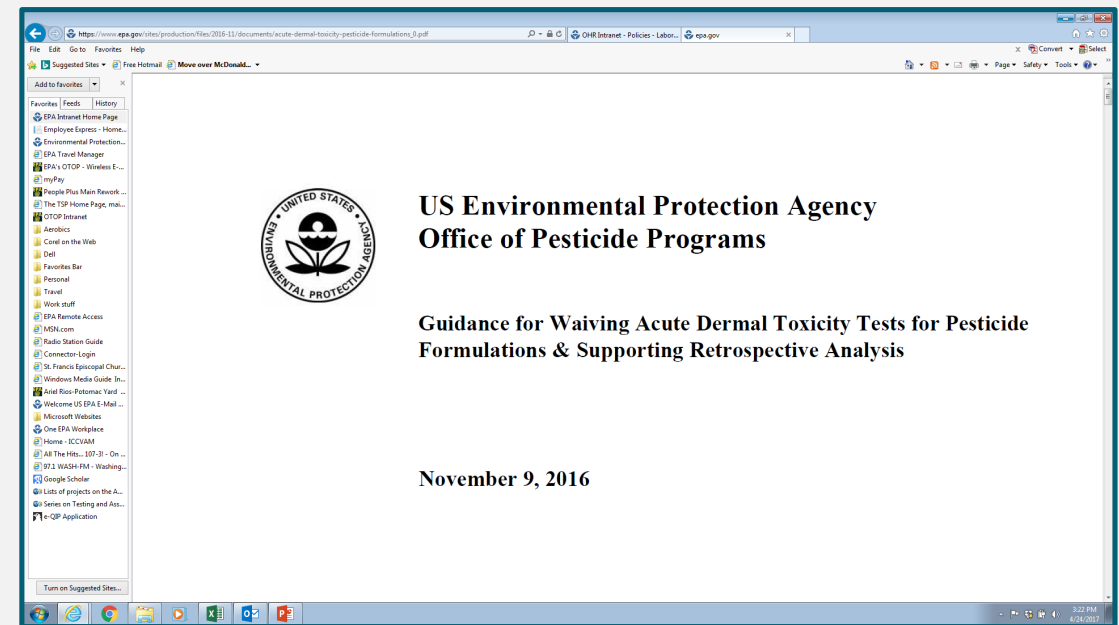 https://www.epa.gov/sites/production/files/2016-11/documents/acute-dermal-toxicity-pesticide-formulations_0.pdf
OHR Intranet - Policies - Labor...
epa.gov
File Edit Go to Favorites Help
Convert Select
Suggested Sites Free Hotmail Move over McDonald...
Page Safety Tools
Add to favorites
Favorites Feeds History
EPA Intranet Home Page
Employee Express - Home...
Environmental Protection...
EPA Travel Manager
EPA's OTOP - Wireless E-...
myPay
People Plus Main Rework ...
The TSP Home Page, mai...
OTOP Intranet
Aerobics
Corel on the Web
Dell
Favorites Bar
Personal
Travel
Work stuff
EPA Remote Access
MSN.com
Radio Station Guide
Connector-Login
St. Francis Episcopal Chur...
Windows Media Guide In...
Ariel Rios-Potomac Yard ...
Welcome US EPA E-Mail ...
Microsoft Websites
One EPA Workplace
Home - ICCVAM
All The Hits... 107-3! - On ...
97.1 WASH-FM - Washing...
Google Scholar
Lists of projects on the A...
Series on Testing and Ass...
e-QIP Application
Turn on Suggested Sites...
UNITED STATES
ENVIRONMENTAL PROTECTION AGENCY
US Environmental Protection Agency
Office of Pesticide Programs
Guidance for Waiving Acute Dermal Toxicity Tests for Pesticide
Formulations & Supporting Retrospective Analysis
November 9, 2016
3:22 PM
4/24/2017